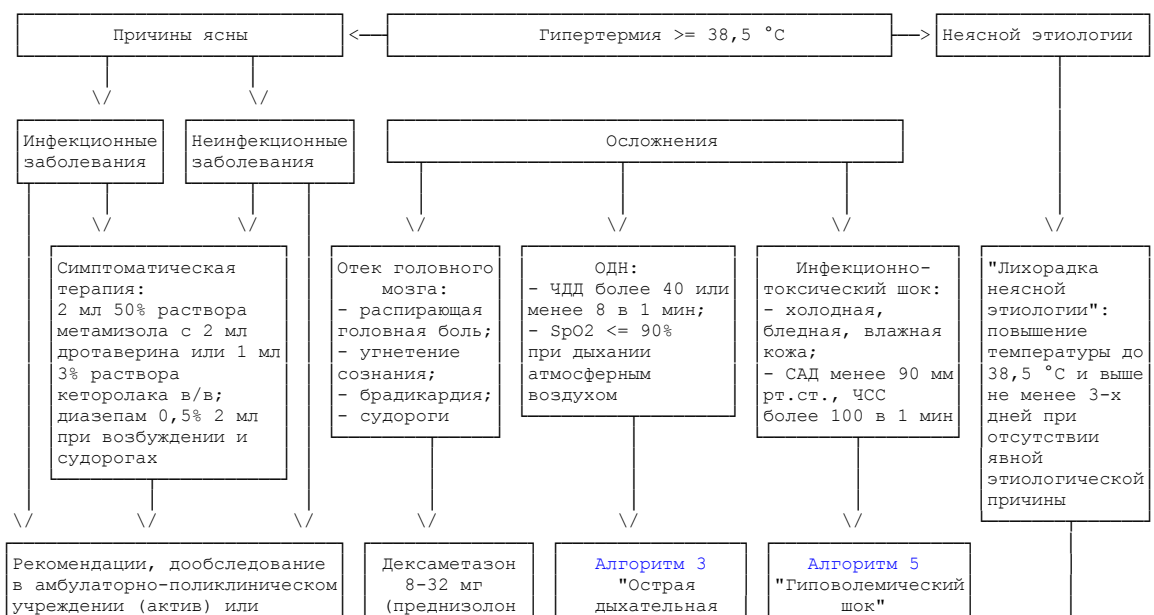 Причины ясны
Гипертермия >= 38,5 °C
Неясной этиологии
Инфекционные
заболевания
Неинфекционные
заболевания
Осложнения
Симптоматическая
терапия:
2 мл 50% раствора
метамизола с 2 мл
дротаверина или 1 мл
3% раствора
кеторолака в/в;
диазепам 0,5% 2 мл
при возбуждении и
судорогах
Отек головного
мозга:
- распирающая
головная боль;
- угнетение
сознания;
- брадикардия;
- судороги
ОДН:
- ЧДД более 40 или
менее 8 в 1 мин;
- SpO2 <= 90%
при дыхании
атмосферным
воздухом
Инфекционно-
токсический шок:
- холодная,
бледная, влажная
кожа;
- САД менее 90 мм
рт.ст., ЧСС
более 100 в 1 мин
"Лихорадка
неясной
этиологии":
повышение
температуры до
38,5 °C и выше
не менее 3-х
дней при
отсутствии
явной
этиологической
причины
Рекомендации, дообследование
в амбулаторно-поликлиническом
учреждении (актив) или
Дексаметазон
8-32 мг
(преднизолон
Алгоритм 3
"Острая
дыхательная
Алгоритм 5
"Гиповолемический
шок"